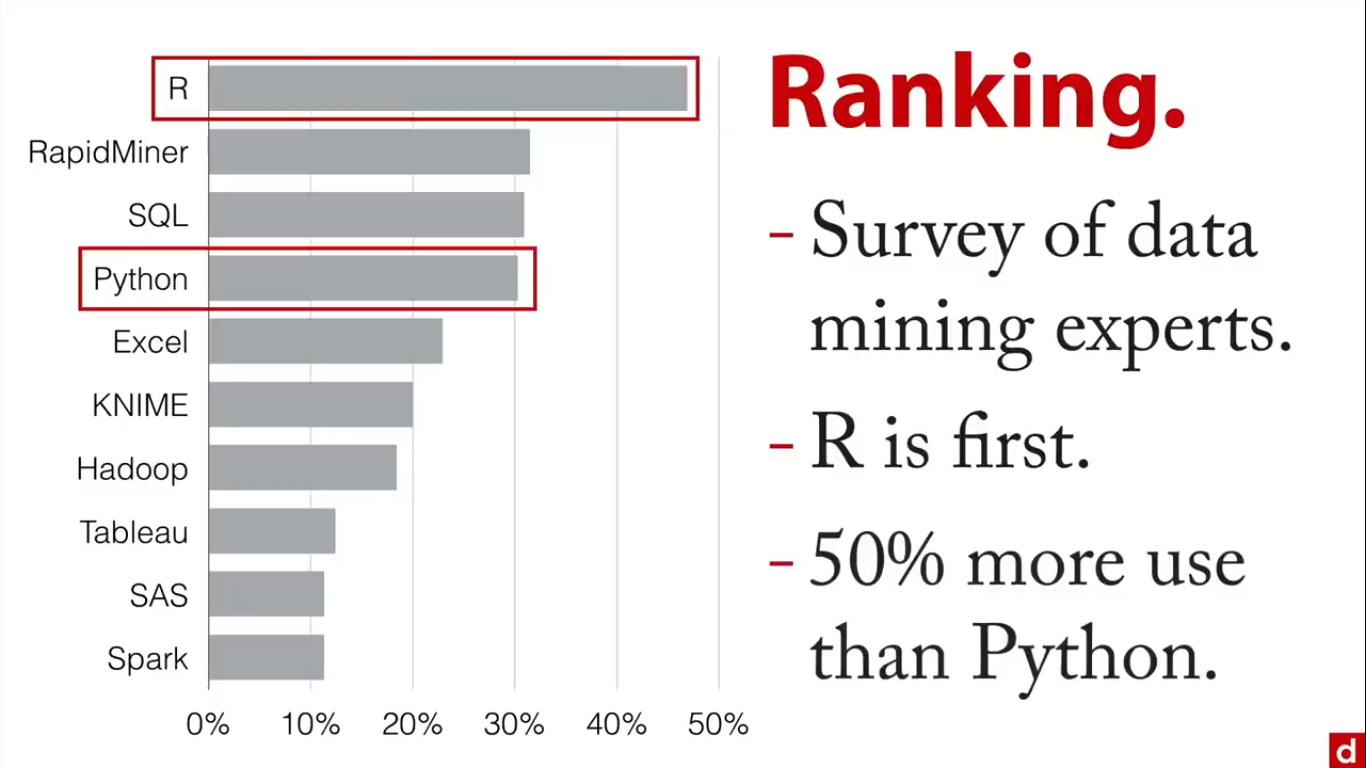 R
RapidMiner
SQL
Python
Excel
KNIME
Hadoop
Tableau
SAS
Spark
0% 10% 20% 30% 40% 50%
Ranking.
– Survey of data
mining experts.
– R is first.
– 50% more use
than Python.
d